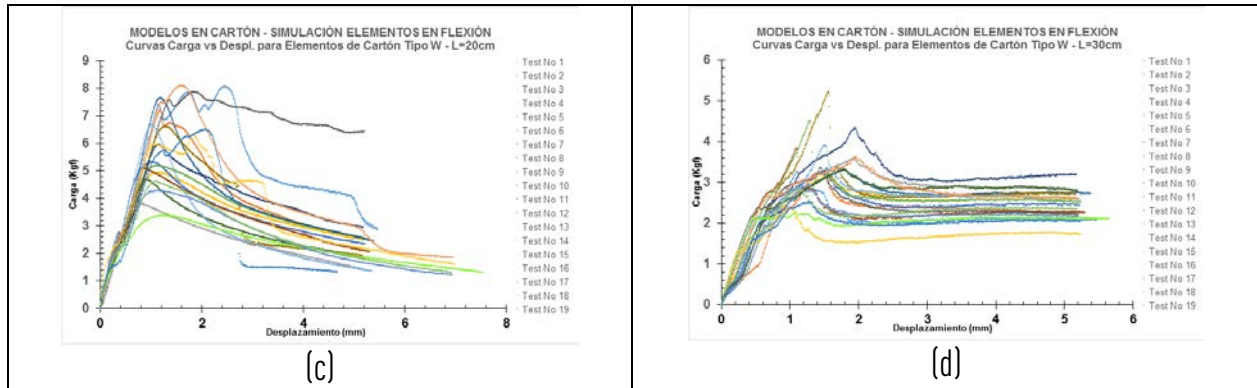 MODELOS EN CARTÓN - SIMULACIÓN ELEMENTOS EN FLEXIÓN
Curvas Carga vs Despl. para Elementos de Cartón Tipo W - L=20cm
Carga (Kgf)
9
8
7
6
5
4
3
2
1
0
0 2 4 6 8
Desplazamiento (mm)
Test No 1
Test No 2
Test No 3
Test No 4
Test No 5
Test No 6
Test No 7
Test No 8
Test No 9
Test No 10
Test No 11
Test No 12
Test No 13
Test No 14
Test No 15
Test No 16
Test No 17
Test No 18
Test No 19
(c)
MODELOS EN CARTÓN - SIMULACIÓN ELEMENTOS EN FLEXIÓN
Curvas Carga vs Despl. para Elementos de Cartón Tipo W - L=30cm
Carga (Kgf)
6
5
4
3
2
1
0
0 1 2 3 4 5 6
Desplazamiento (mm)
Test No 1
Test No 2
Test No 3
Test No 4
Test No 5
Test No 6
Test No 7
Test No 8
Test No 9
Test No 10
Test No 11
Test No 12
Test No 13
Test No 14
Test No 15
Test No 16
Test No 17
Test No 18
Test No 19
(d)